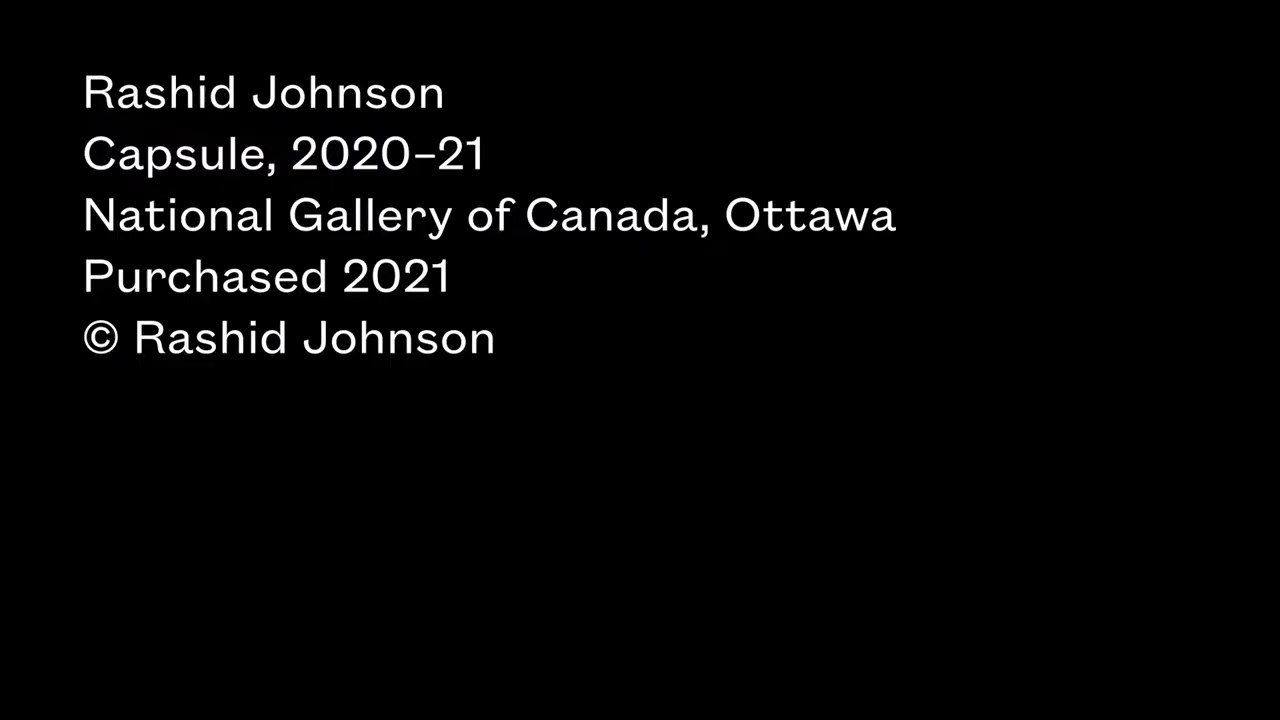 Rashid Johnson
Capsule, 2020–21
National Gallery of Canada, Ottawa
Purchased 2021
© Rashid Johnson